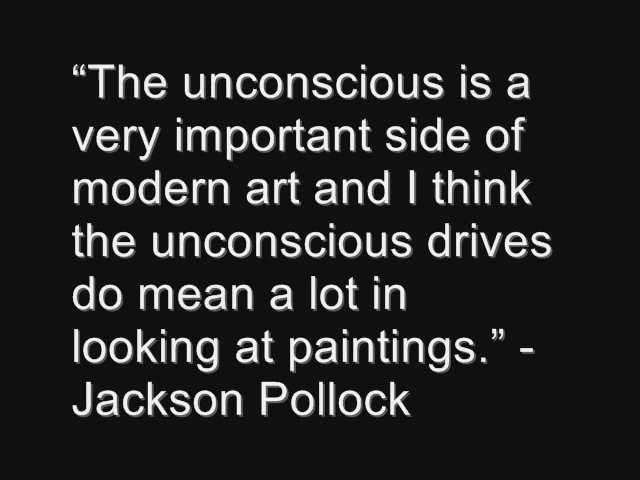 “The unconscious is a
very important side of
modern art and I think
the unconscious drives
do mean a lot in
looking at paintings.” -
Jackson Pollock